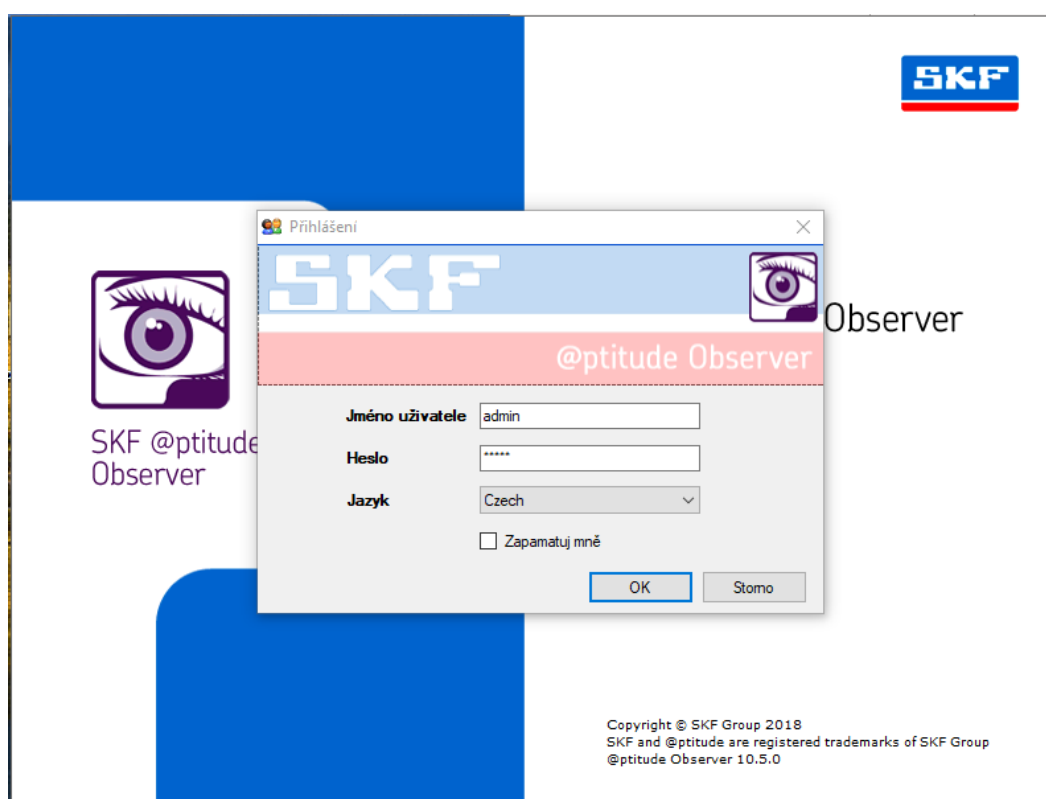 SKF
Přihlášení
SKF
@ptitude Observer
Observer
SKF @ptitude
Observer
Jméno uživatele admin
Heslo *****
Jazyk Czech
Zapamatuj mně
OK Storno
Copyright © SKF Group 2018
SKF and @ptitude are registered trademarks of SKF Group
@ptitude Observer 10.5.0